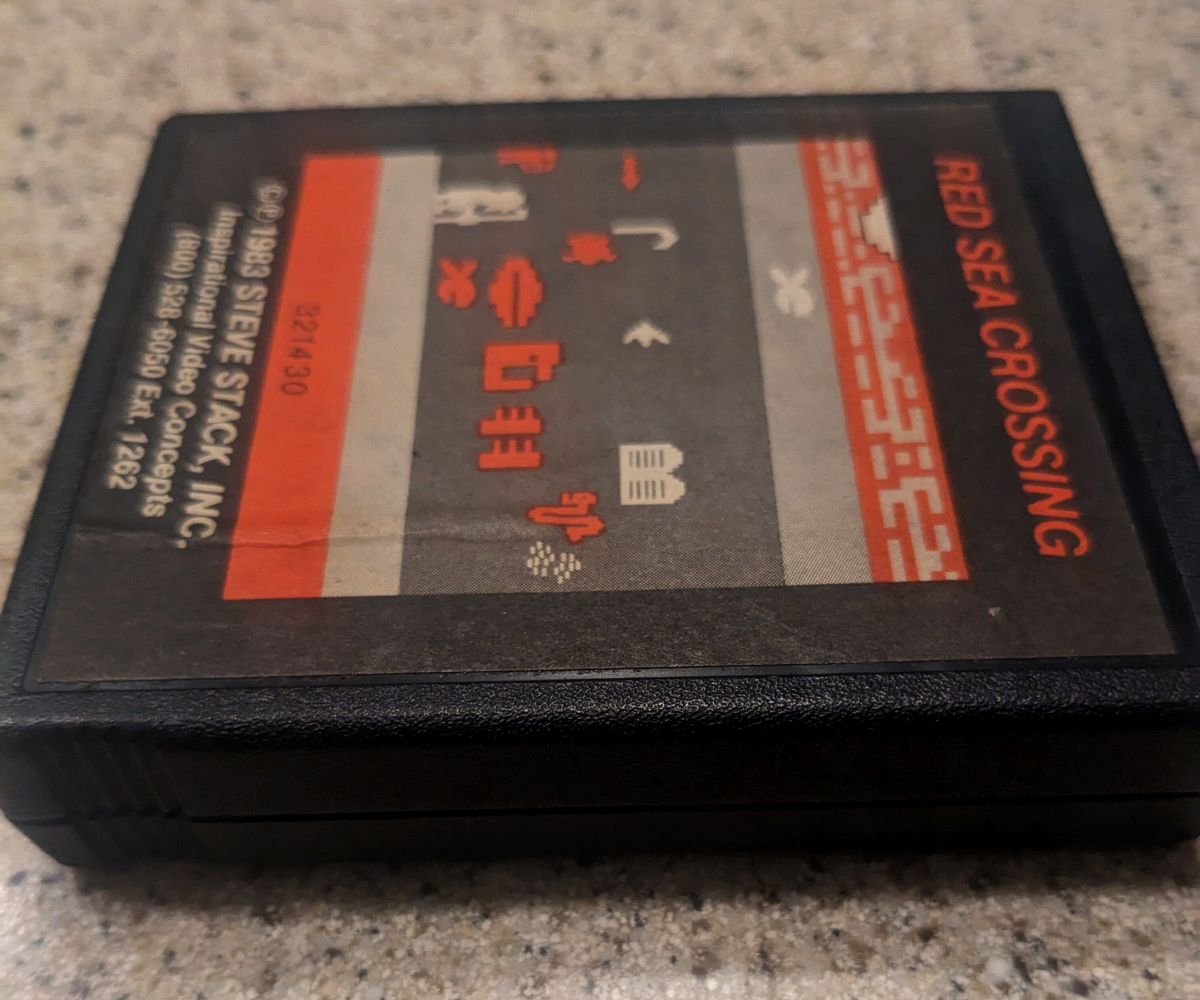 RED SEA CROSSING
321430
©℗1983 STEVE STACK, INC.
Inspirational Video Concepts
(800) 528-6050 Ext. 1262